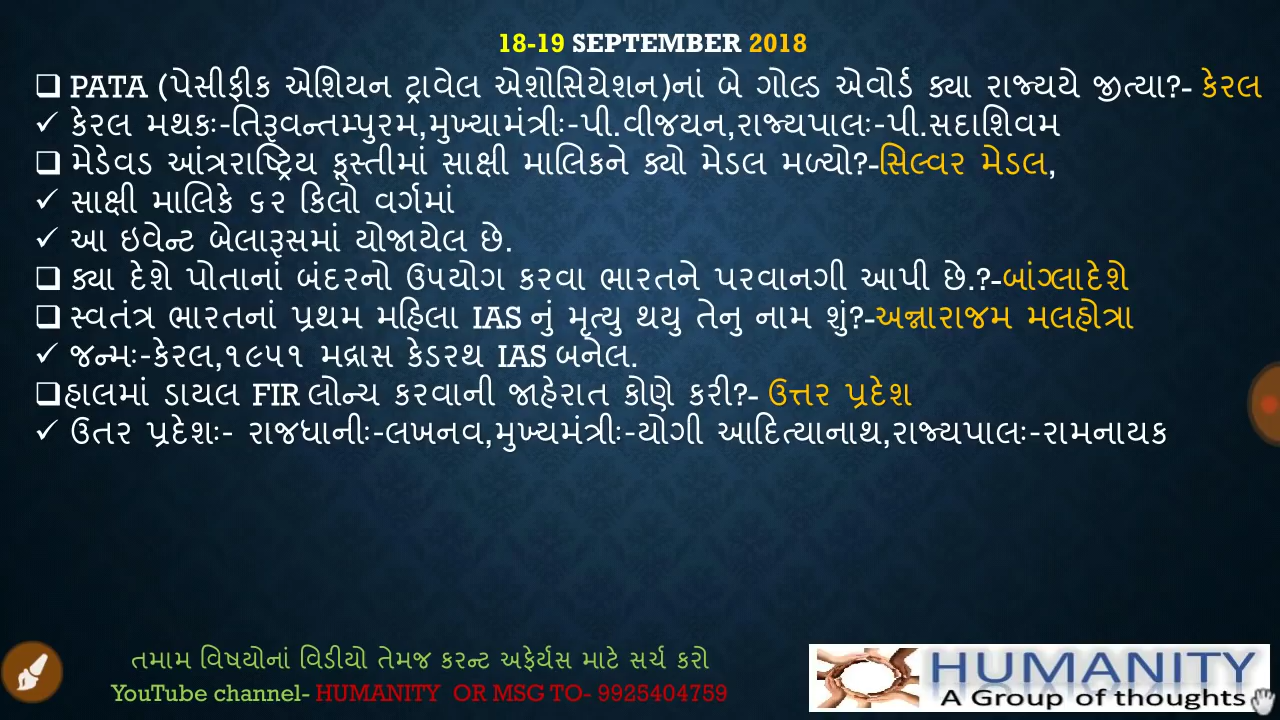 18-19 SEPTEMBER 2018
PATA (પેસીફીક એશિયન ટ્રાવેલ એશોસિયેશન)નાં બે ગોલ્ડ એવોર્ડ ક્યા રાજ્યયે જીત્યા?- કેરલ
કેરલ મથકઃ-તિરૂવન્તમ્પુરમ,મુખ્યામંત્રીઃ-પી.વીજયન,રાજ્યપાલઃ-પી.સદાશિવમ
મેડેવડ આંત્રરાષ્ટ્રિય કૂસ્તીમાં સાક્ષી માલિકને ક્યો મેડલ મળ્યો?-સિલ્વર મેડલ,
સાક્ષી માલિકે ૬૨ કિલો વર્ગમાં
આ ઇવેન્ટ બેલારૂસમાં યોજાયેલ છે.
ક્યા દેશે પોતાનાં બંદરનો ઉપયોગ કરવા ભારતને પરવાનગી આપી છે.?-બાંગ્લાદેશે
સ્વતંત્ર ભારતનાં પ્રથમ મહિલા IAS નું મૃત્યુ થયુ તેનુ નામ શું?-અન્નારાજમ મલહોત્રા
જન્મઃ-કેરલ,૧૯૫૧ મદ્રાસ કેડરથ IAS બનેલ.
હાલમાં ડાયલ FIR લોન્ચ કરવાની જાહેરાત કોણે કરી?- ઉત્તર પ્રદેશ
ઉતર પ્રદેશઃ- રાજધાનીઃ-લખનવ,મુખ્યમંત્રીઃ-યોગી આદિત્યાનાથ,રાજ્યપાલઃ-રામનાયક
તમામ વિષયોનાં વિડીયો તેમજ કરન્ટ અફેર્યસ માટે સર્ચ કરો
YouTube channel- HUMANITY OR MSG TO- 9925404759
HUMANITY
A Group of thoughts